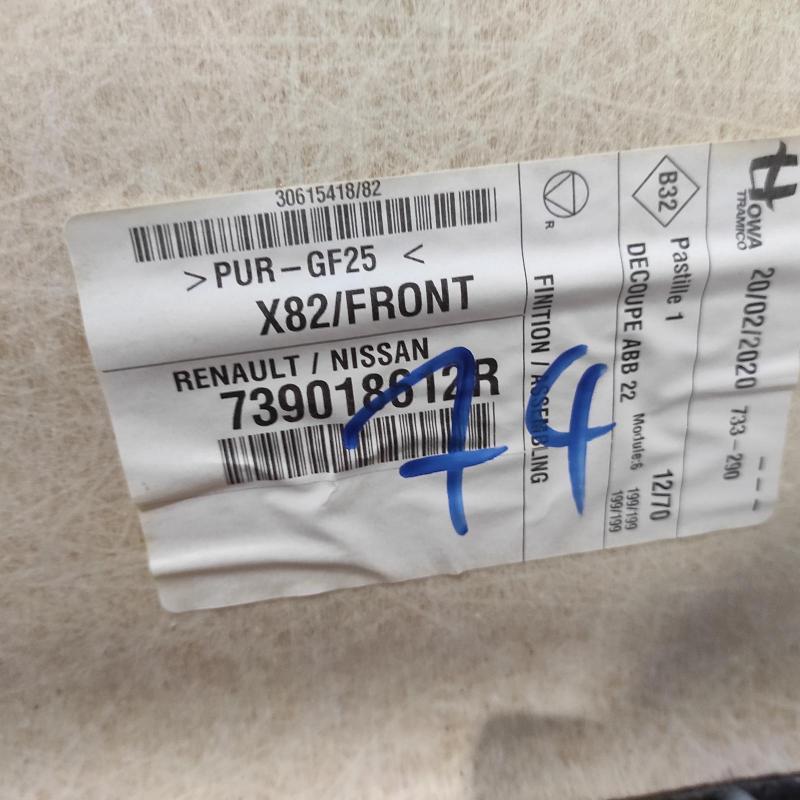 30615418/82
>PUR-GF25 <
X82/FRONT
RENAULT / NISSAN
739018612R
74
R
FINITION / ASSEMBLING
B32
Pastille 1
DECOUPE ABB 22
Module:6
12/70
199/199
199/199
HOWA
TRAMICO
20/02/2020
733-290
---